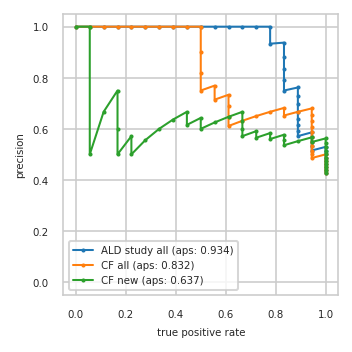 1.0
0.8
0.6
0.4
0.2
0.0
precision
ALD study all (aps: 0.934)
CF all (aps: 0.832)
CF new (aps: 0.637)
0.0 0.2 0.4 0.6 0.8 1.0
true positive rate